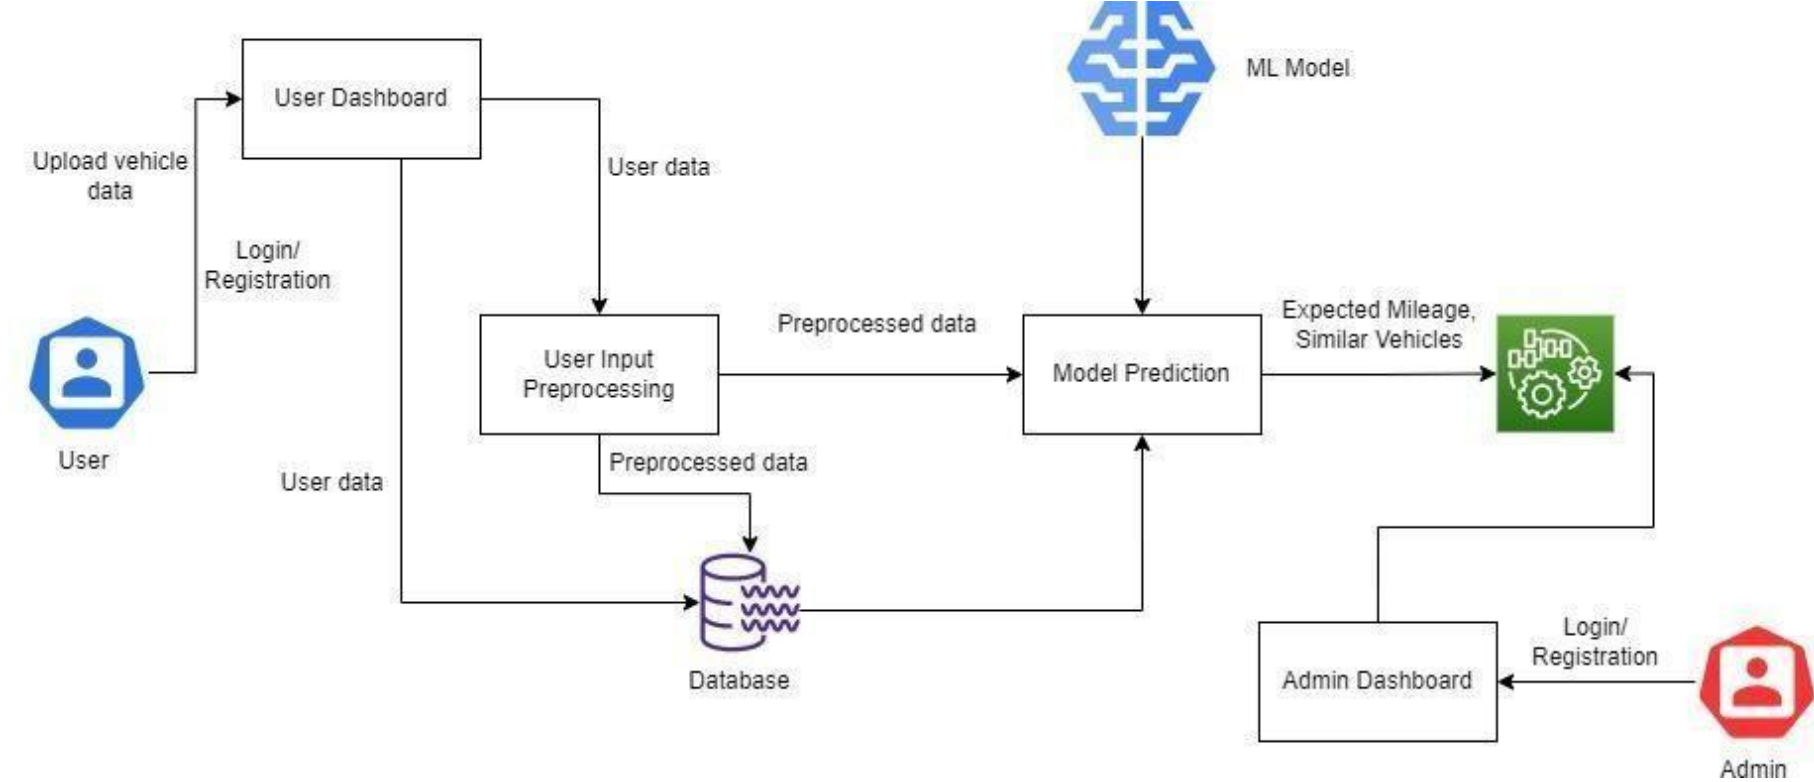 ML Model
User Dashboard
Upload vehicle
data
User data
Login/
Registration
Expected Mileage,
Similar Vehicles
Preprocessed data
User Input
Preprocessing
Model Prediction
User
Preprocessed data
User data
Login/
Registration
Database
Admin Dashboard
Admin